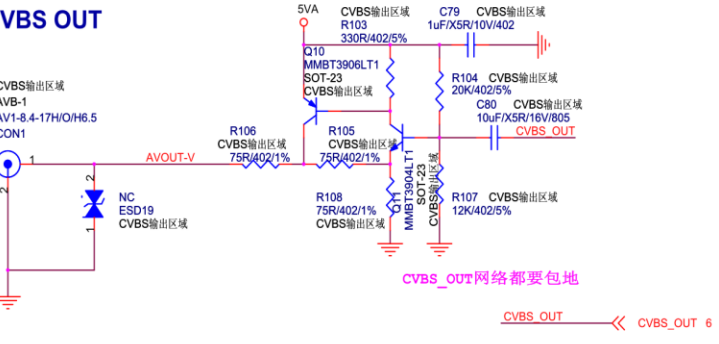 VBS OUT
5VA
CVBS输出区域
R103
330R/402/5%
C79 CVBS输出区域
1uF/X5R/10V/402
Q10
MMBT3906LT1
SOT-23
CVBS输出区域
R104 CVBS输出区域
20K/402/5%
C80 CVBS输出区域
10uF/X5R/16V/805
CVBS_OUT
CVBS输出区域
AVB-1
AV1-8.4-17H/O/H6.5
CON1
R106
CVBS输出区域
75R/402/1%
R105
CVBS输出区域
75R/402/1%
1
AVOUT-V
2
2
NC
ESD19
CVBS输出区域
1
R108
75R/402/1%
CVBS输出区域
Q11
MMBT3904LT1
SOT-23
CVBS输出区域
R107 CVBS输出区域
12K/402/5%
CVBS_OUT网络都要包地
CVBS_OUT
CVBS_OUT 6